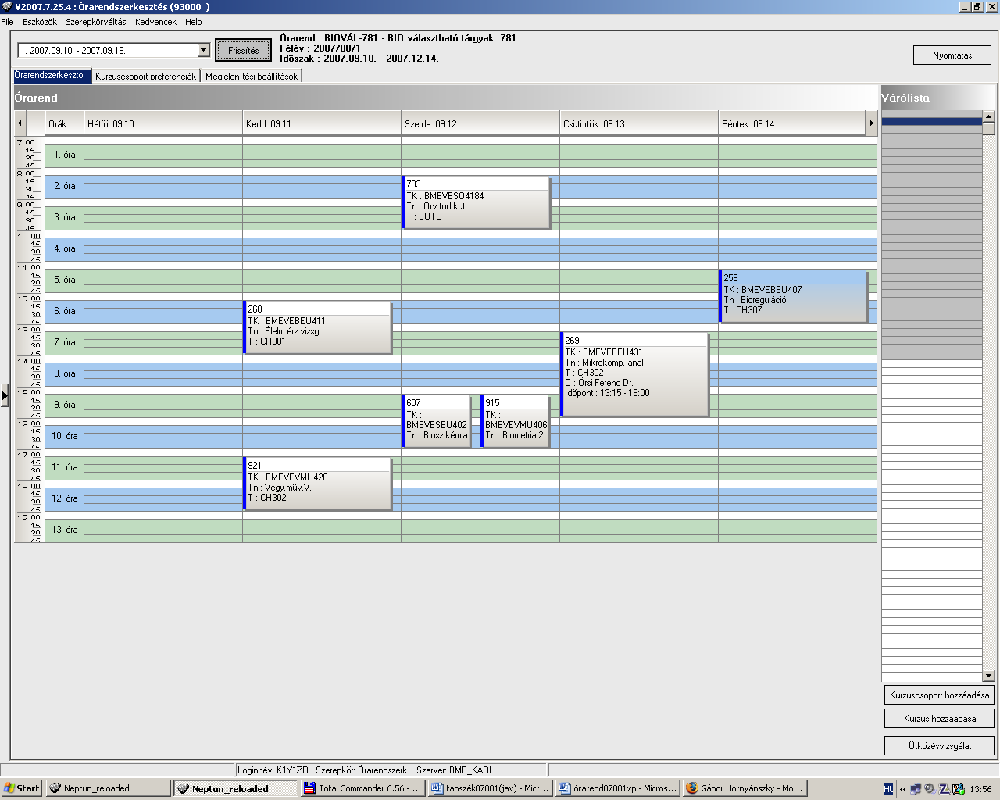 V2007.7.25.4 : Órarendszerkesztés (93000 )
File Eszközök Szerepkörváltás Kedvencek Help
1. 2007.09.10. - 2007.09.16.
Frissítés
Órarend : BIOVÁL-781 - BIO választható tárgyak 781
Félév : 2007/08/1
Időszak : 2007.09.10. - 2007.12.14.
Nyomtatás
Órarendszerkeszto Kurzuscsoport preferenciák Megjelenítési beállítások
Órarend
Várólista
Órák Hétfö 09.10. Kedd 09.11. Szerda 09.12. Csütörtök 09.13. Péntek 09.14.
7 00
15
30
45
1. óra
8 00
15
30
45
2. óra
9 00
15
30
45
3. óra
10 00
15
30
45
4. óra
11 00
15
30
45
5. óra
12 00
15
30
45
6. óra
13 00
15
30
45
7. óra
14 00
15
30
45
8. óra
15 00
15
30
45
9. óra
16 00
15
30
45
10. óra
17 00
15
30
45
11. óra
18 00
15
30
45
12. óra
19 00
15
30
45
13. óra
260
TK : BMEVEBEU411
Tn : Élelm.érz.vizsg.
T : CH301
921
TK : BMEVEVMU428
Tn : Vegy.műv.V.
T : CH302
703
TK : BMEVESO4184
Tn : Orv.tud.kut.
T : SOTE
607
TK :
BMEVESEU402
Tn : Biosz.kémia
915
TK :
BMEVEVMU406
Tn : Biometria 2
269
TK : BMEVEBEU431
Tn : Mikrokomp. anal
T : CH302
O : Örsi Ferenc Dr.
Időpont : 13:15 - 16:00
256
TK : BMEVEBEU407
Tn : Bioreguláció
T : CH307
Kurzuscsoport hozzáadása
Kurzus hozzáadása
Ütközésvizsgálat
Loginnév: K1Y1ZR Szerepkör: Órarendszerk. Szerver: BME_KARI
Start Neptun_reloaded Neptun_reloaded Total Commander 6.56 - ... tanszék07081(jav) - Micr... órarend07081xp - Micros... Gábor Hornyánszky - Mo... HU « 13:56